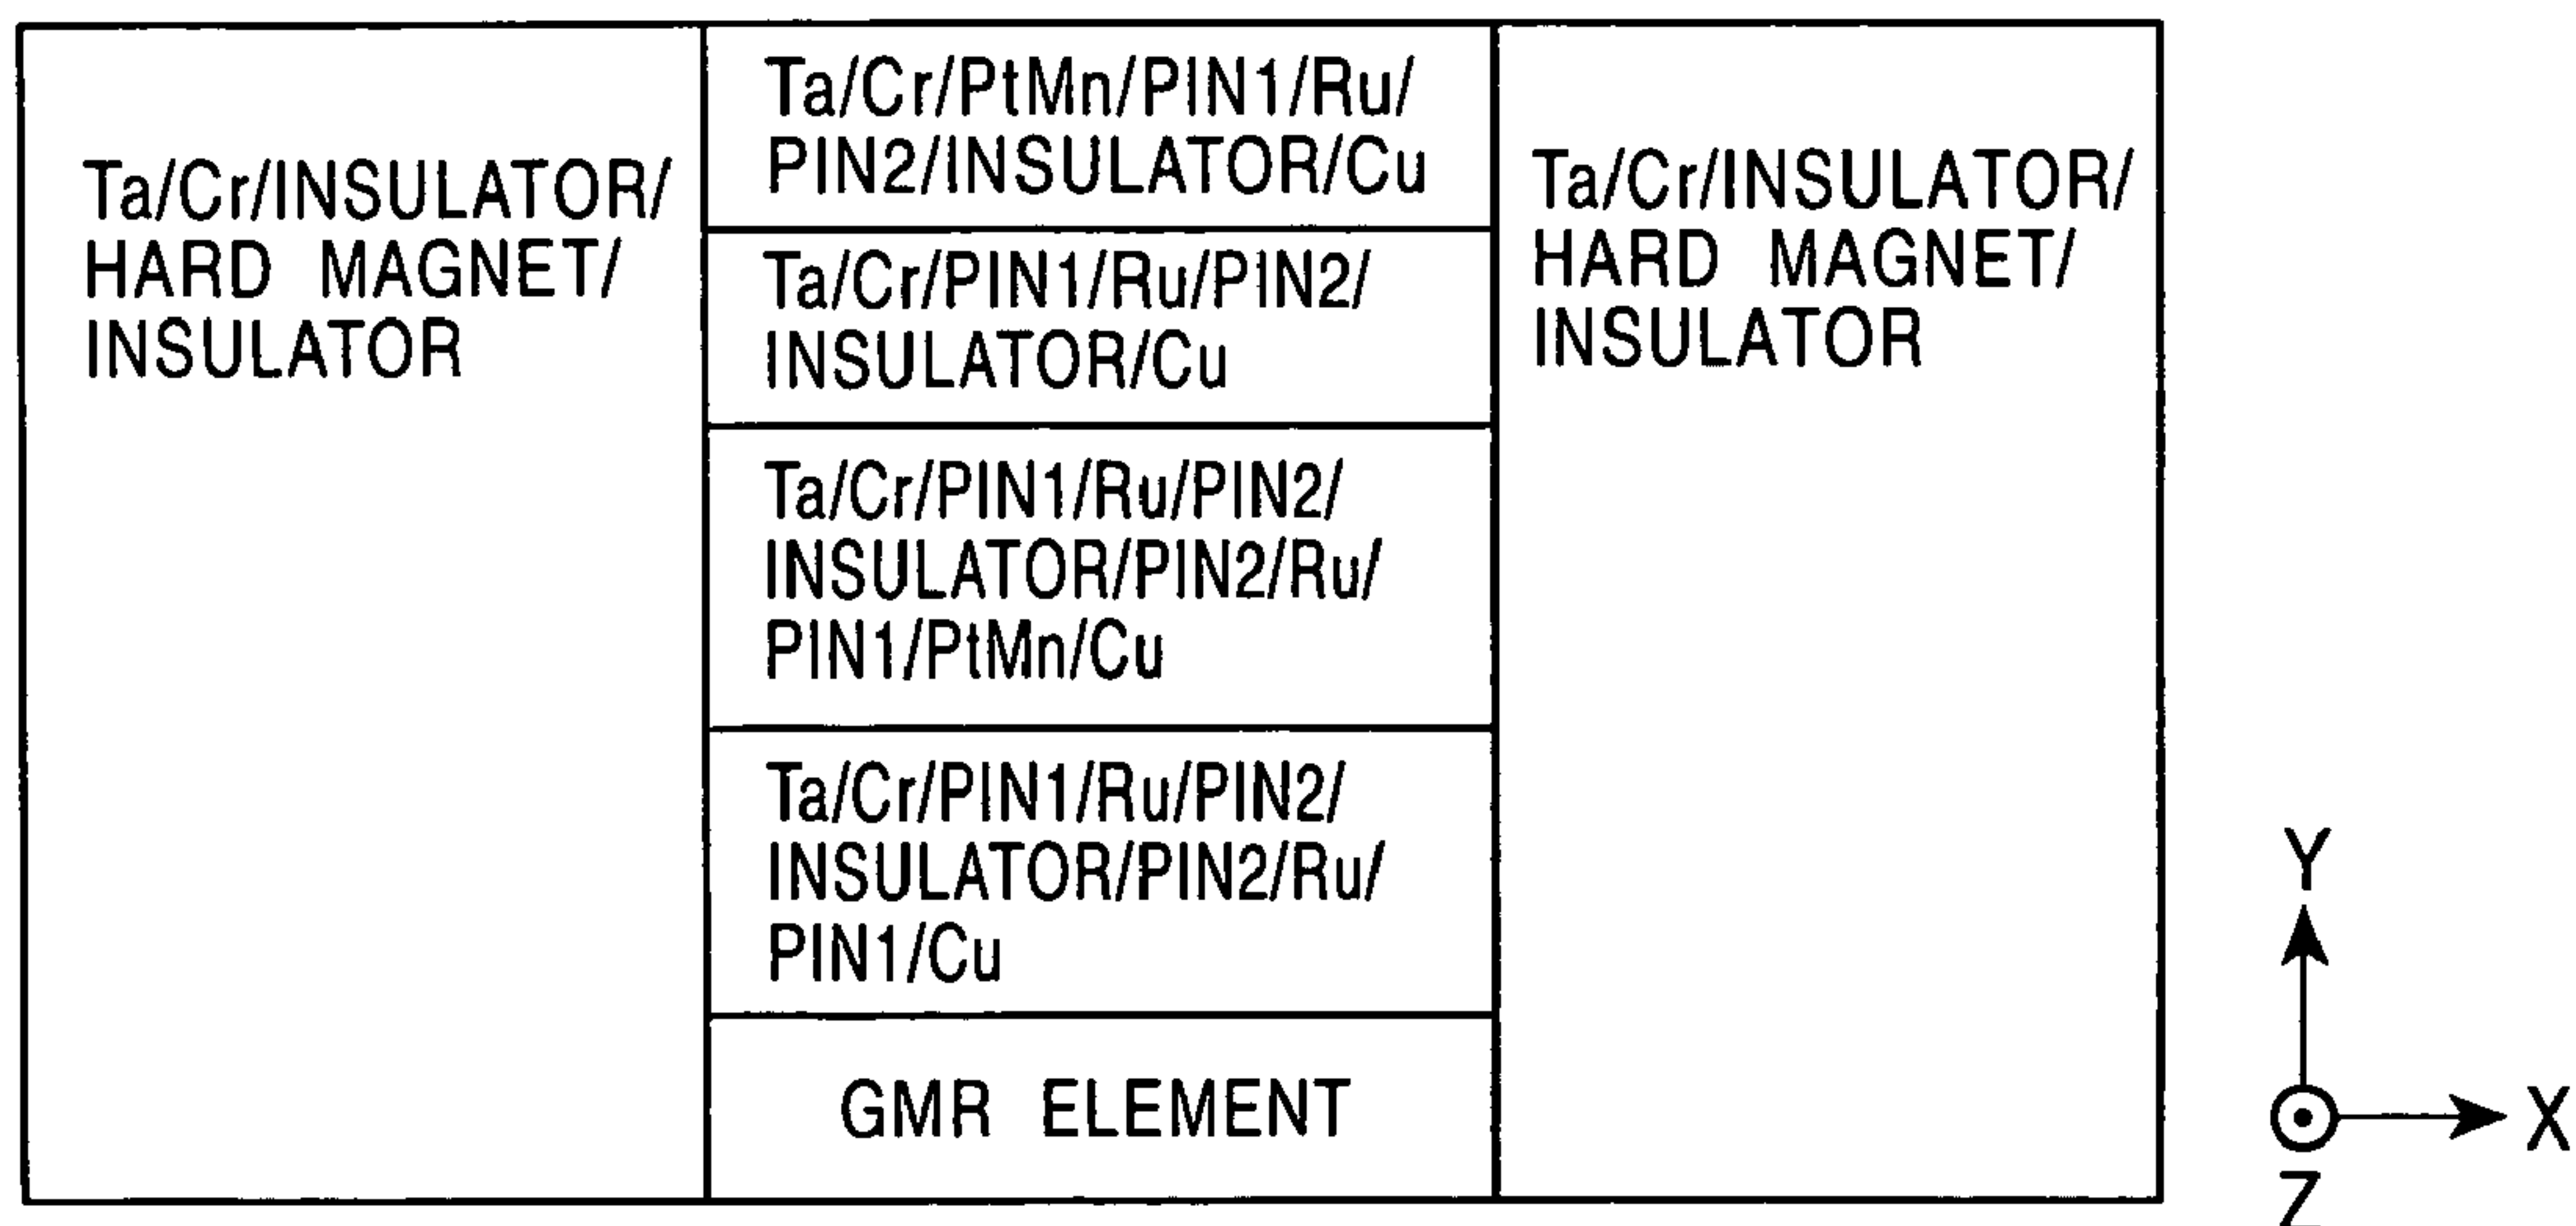 Ta/Cr/INSULATOR/
HARD MAGNET/
INSULATOR
Ta/Cr/PtMn/PIN1/Ru/
PIN2/INSULATOR/Cu
Ta/Cr/PIN1/Ru/PIN2/
INSULATOR/Cu
Ta/Cr/PIN1/Ru/PIN2/
INSULATOR/PIN2/Ru/
PIN1/PtMn/Cu
Ta/Cr/PIN1/Ru/PIN2/
INSULATOR/PIN2/Ru/
PIN1/Cu
GMR ELEMENT
Ta/Cr/INSULATOR/
HARD MAGNET/
INSULATOR
Y
X
Z